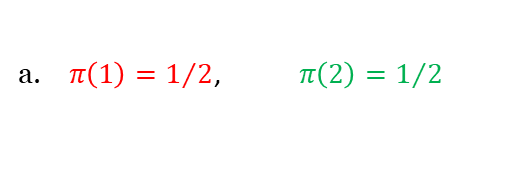 a. π(1) = 1/2, π(2) = 1/2